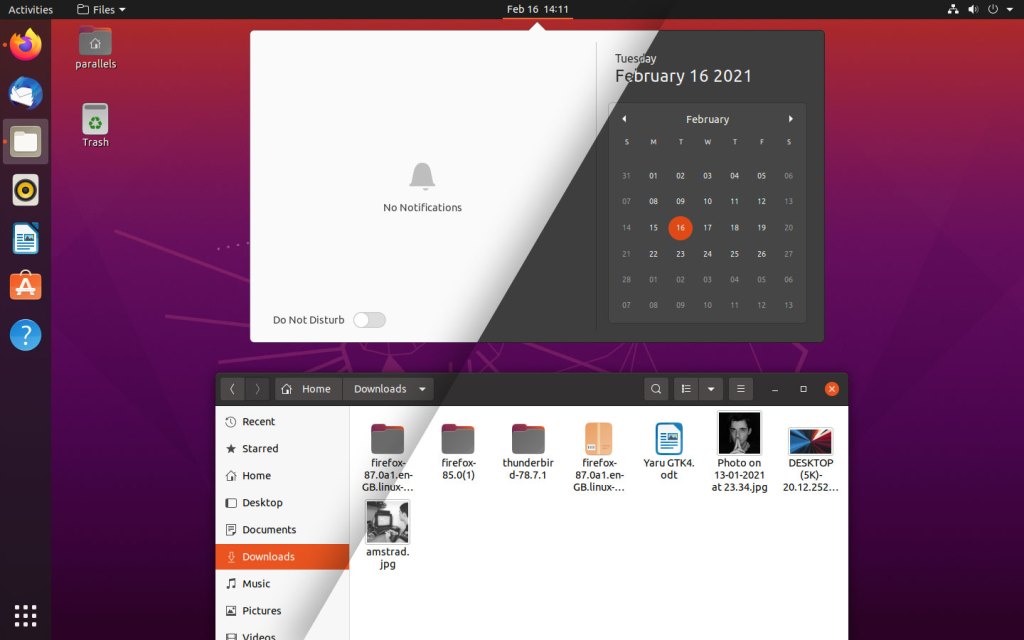 Activities
Files
Feb 16 14:11
parallels
Trash
No Notifications
Do Not Disturb
Tuesday
February 16 2021
February
S M T W T F S
31 01 02 03 04 05 06
07 08 09 10 11 12 13
14 15 16 17 18 19 20
21 22 23 24 25 26 27
28 01 02 03 04 05 06
07 08 09 10 11 12 13
Home
Downloads
Recent
Starred
Home
Desktop
Documents
Downloads
Music
Pictures
Videos
firefox-
87.0a1.en-
GB.linux-...
firefox-
85.0(1)
thunderbir
d-78.7.1
firefox-
87.0a1.en-
GB.linux-...
Yaru GTK4.
odt
Photo on
13-01-2021
at 23.34.jpg
DESKTOP
(5K)-
20.12.252...
amstrad.
jpg